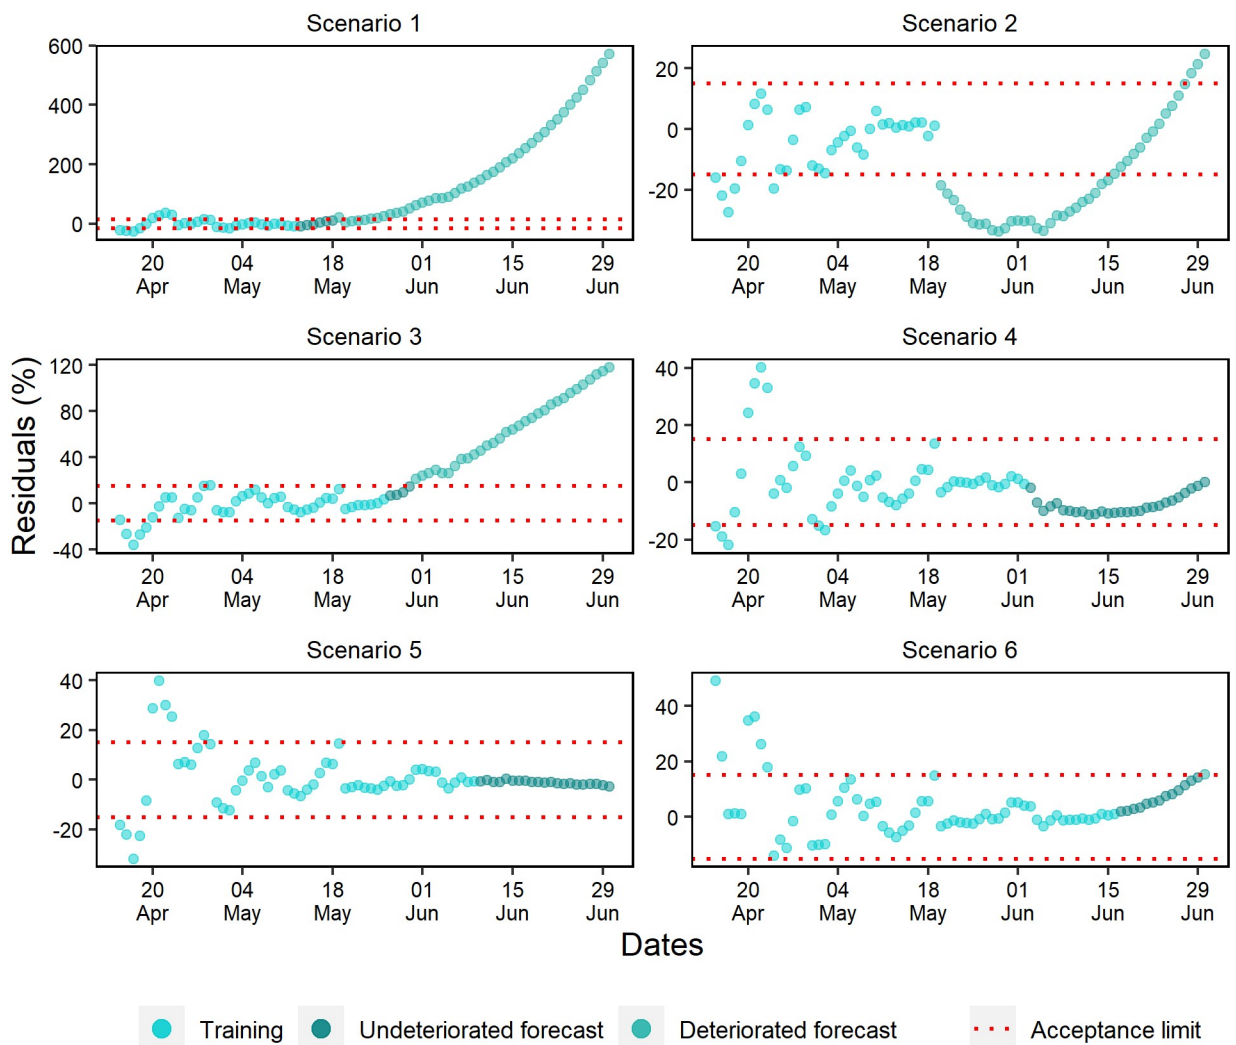 Scenario 1
600
400
200
0
20 Apr
04 May
18 May
01 Jun
15 Jun
29 Jun
Scenario 2
20
0
-20
20 Apr
04 May
18 May
01 Jun
15 Jun
29 Jun
Residuals (%)
Scenario 3
120
80
40
0
-40
20 Apr
04 May
18 May
01 Jun
15 Jun
29 Jun
Scenario 4
40
20
0
-20
20 Apr
04 May
18 May
01 Jun
15 Jun
29 Jun
Scenario 5
40
20
0
-20
20 Apr
04 May
18 May
01 Jun
15 Jun
29 Jun
Scenario 6
40
20
0
20 Apr
04 May
18 May
01 Jun
15 Jun
29 Jun
Dates
Training
Undeteriorated forecast
Deteriorated forecast
Acceptance limit